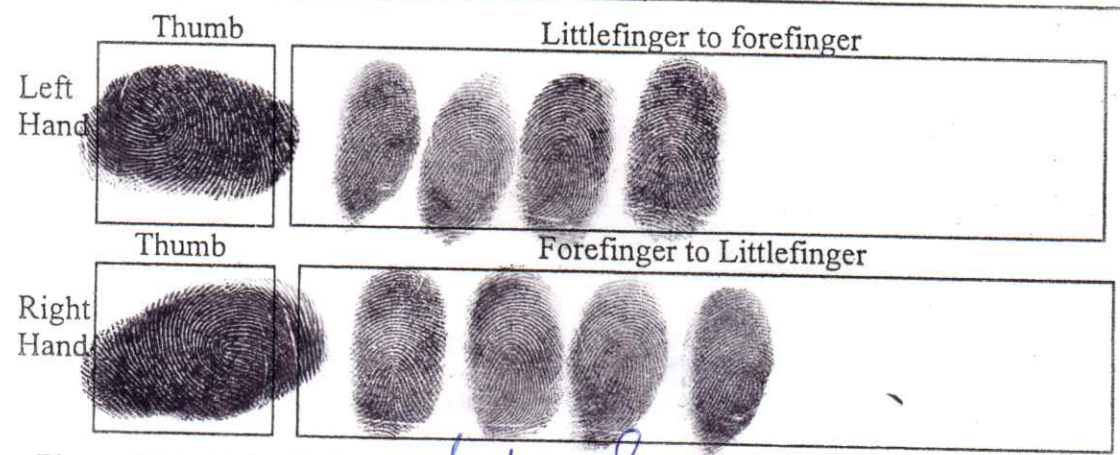 Thumb
Littlefinger to forefinger
Left
Hand
Thumb
Forefinger to Littlefinger
Right
Hand